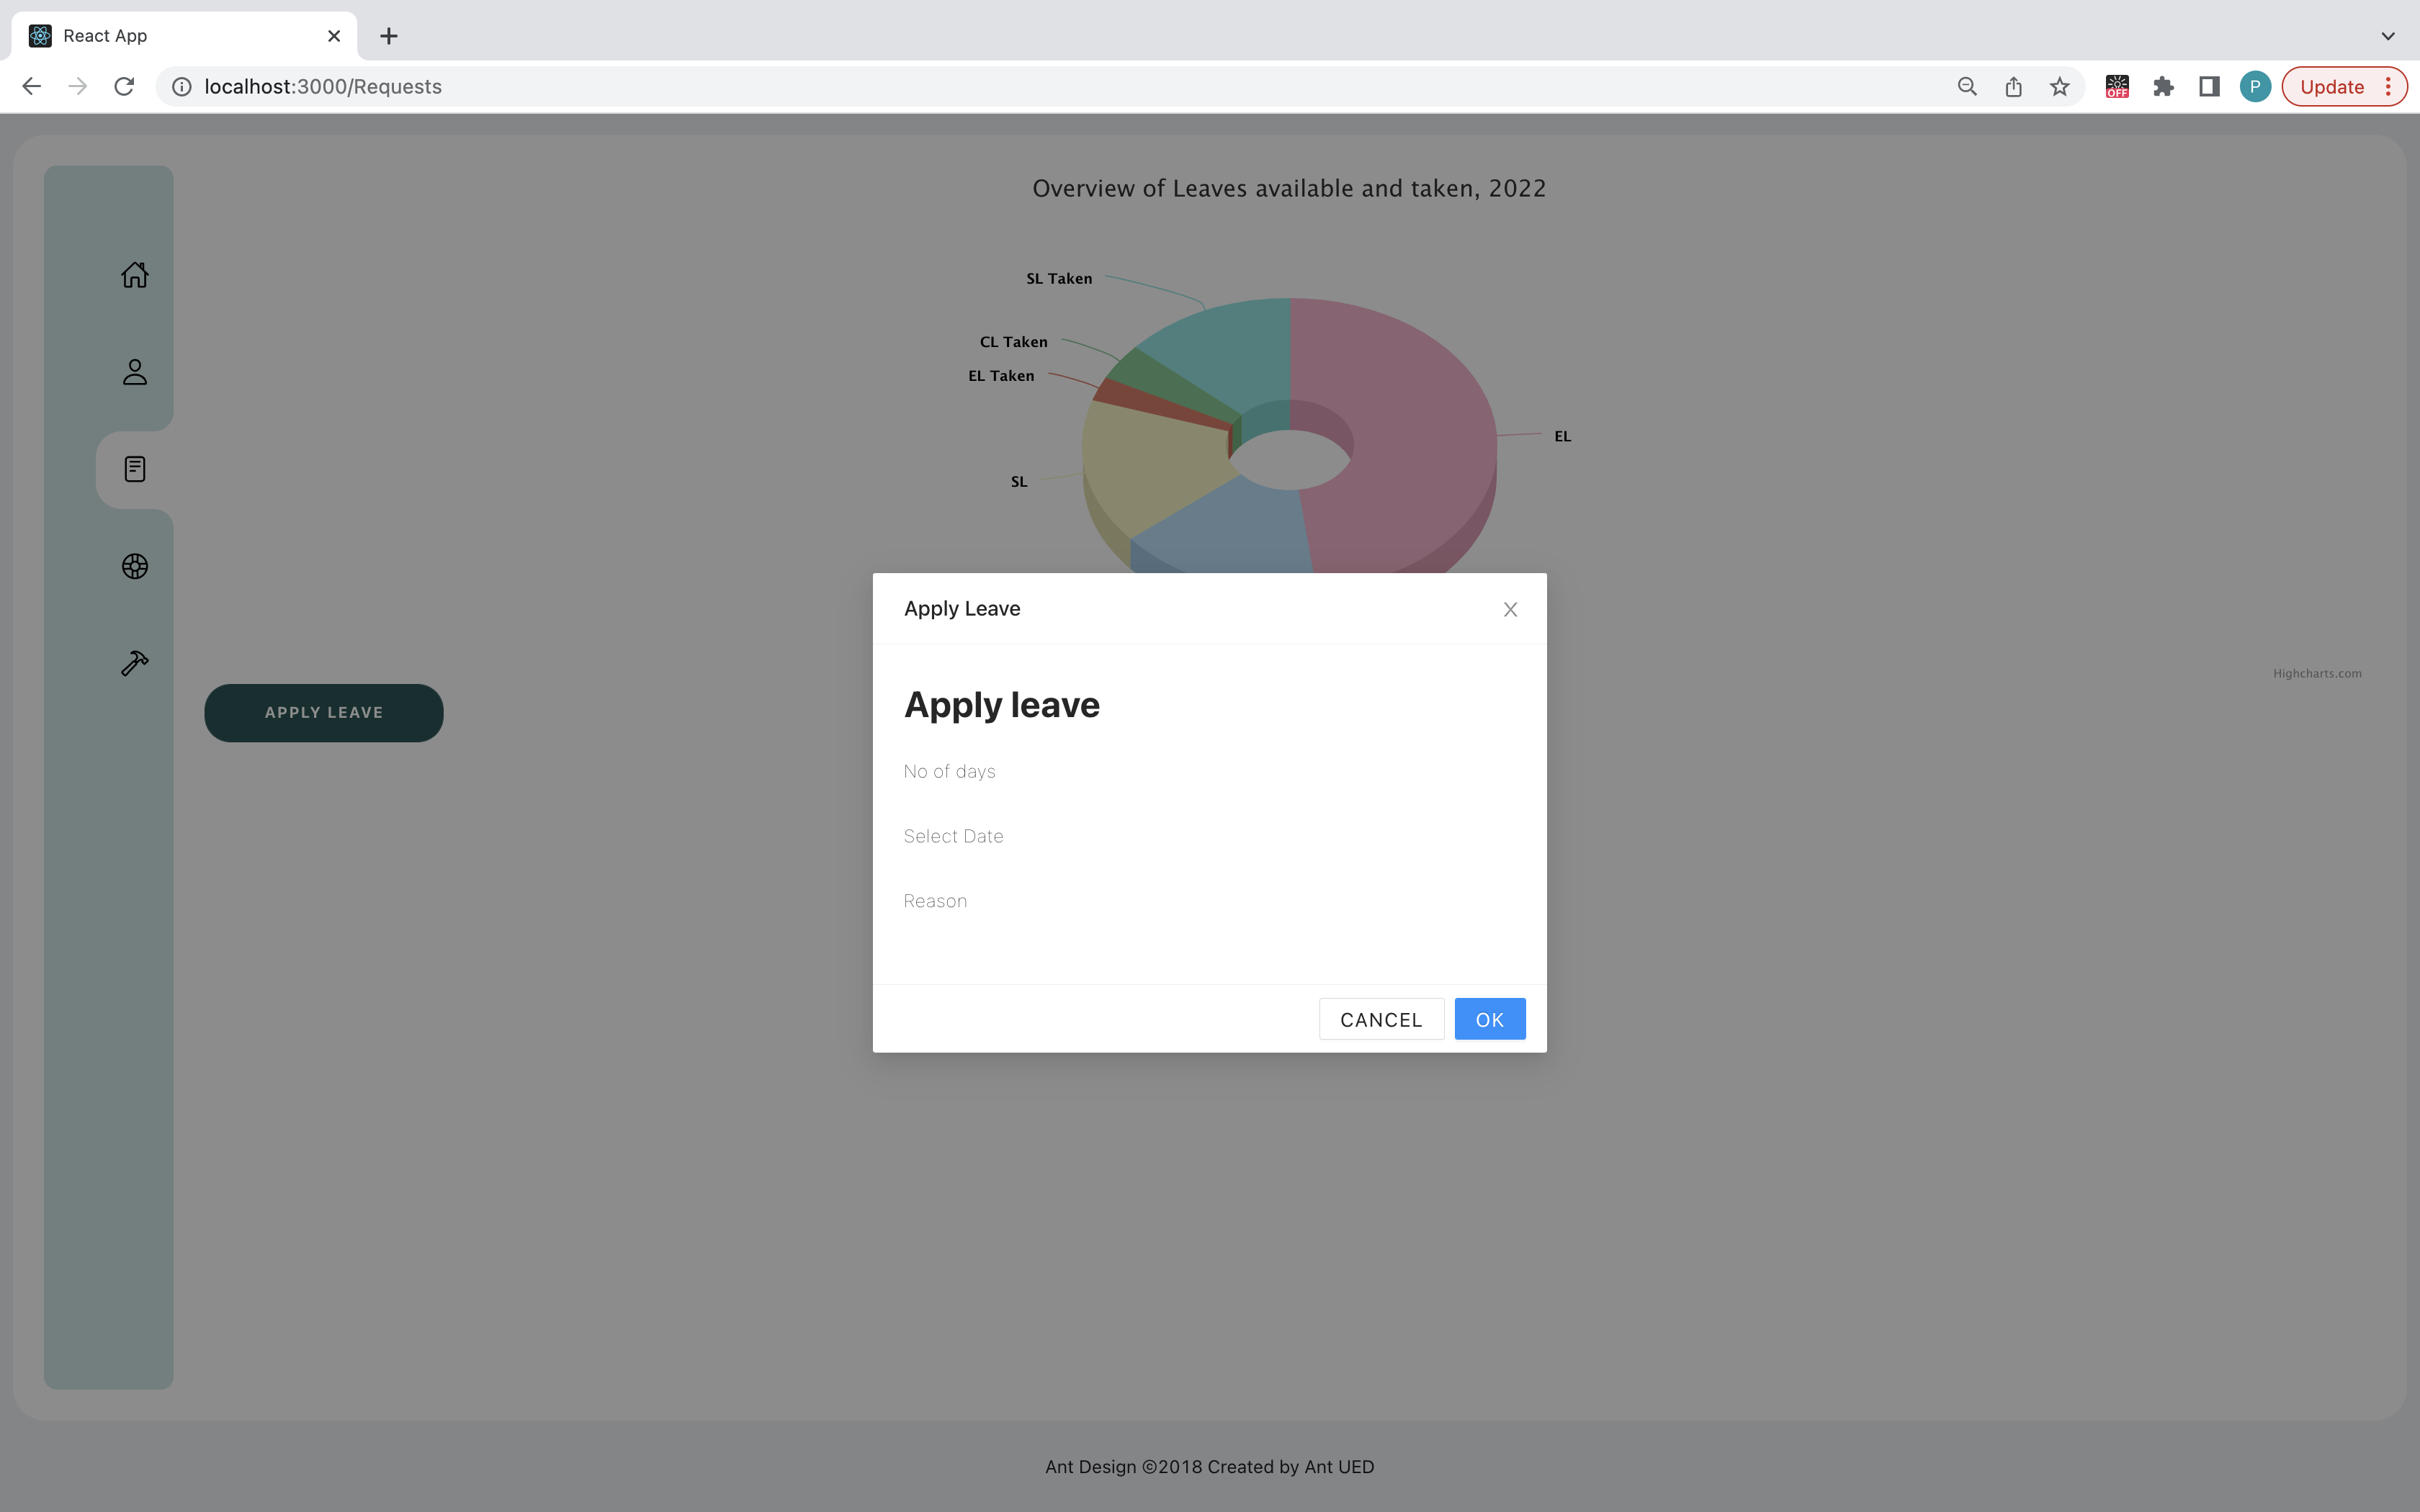 React App
localhost:3000/Requests
OFF
P
Update
Overview of Leaves available and taken, 2022
SL Taken
CL Taken
EL Taken
EL
SL
Apply Leave
X
Highcharts.com
APPLY LEAVE
Apply leave
No of days
Select Date
Reason
CANCEL
OK
Ant Design ©2018 Created by Ant UED